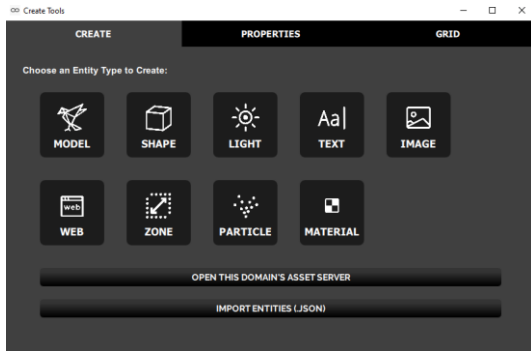 Create Tools
CREATE PROPERTIES GRID
Choose an Entity Type to Create:
Aa
MODEL SHAPE LIGHT TEXT IMAGE
web
WEB ZONE PARTICLE MATERIAL
OPEN THIS DOMAIN'S ASSET SERVER
IMPORT ENTITIES (.JSON)